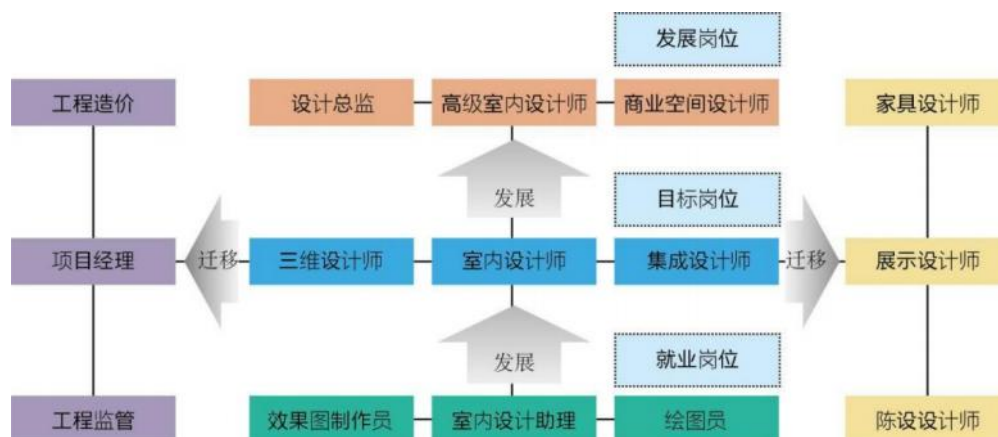 发展岗位
工程造价
设计总监
高级室内设计师
商业空间设计师
家具设计师
发展
目标岗位
项目经理
迁移
三维设计师
室内设计师
集成设计师
迁移
展示设计师
发展
就业岗位
工程监管
效果图制作员
室内设计助理
绘图员
陈设设计师